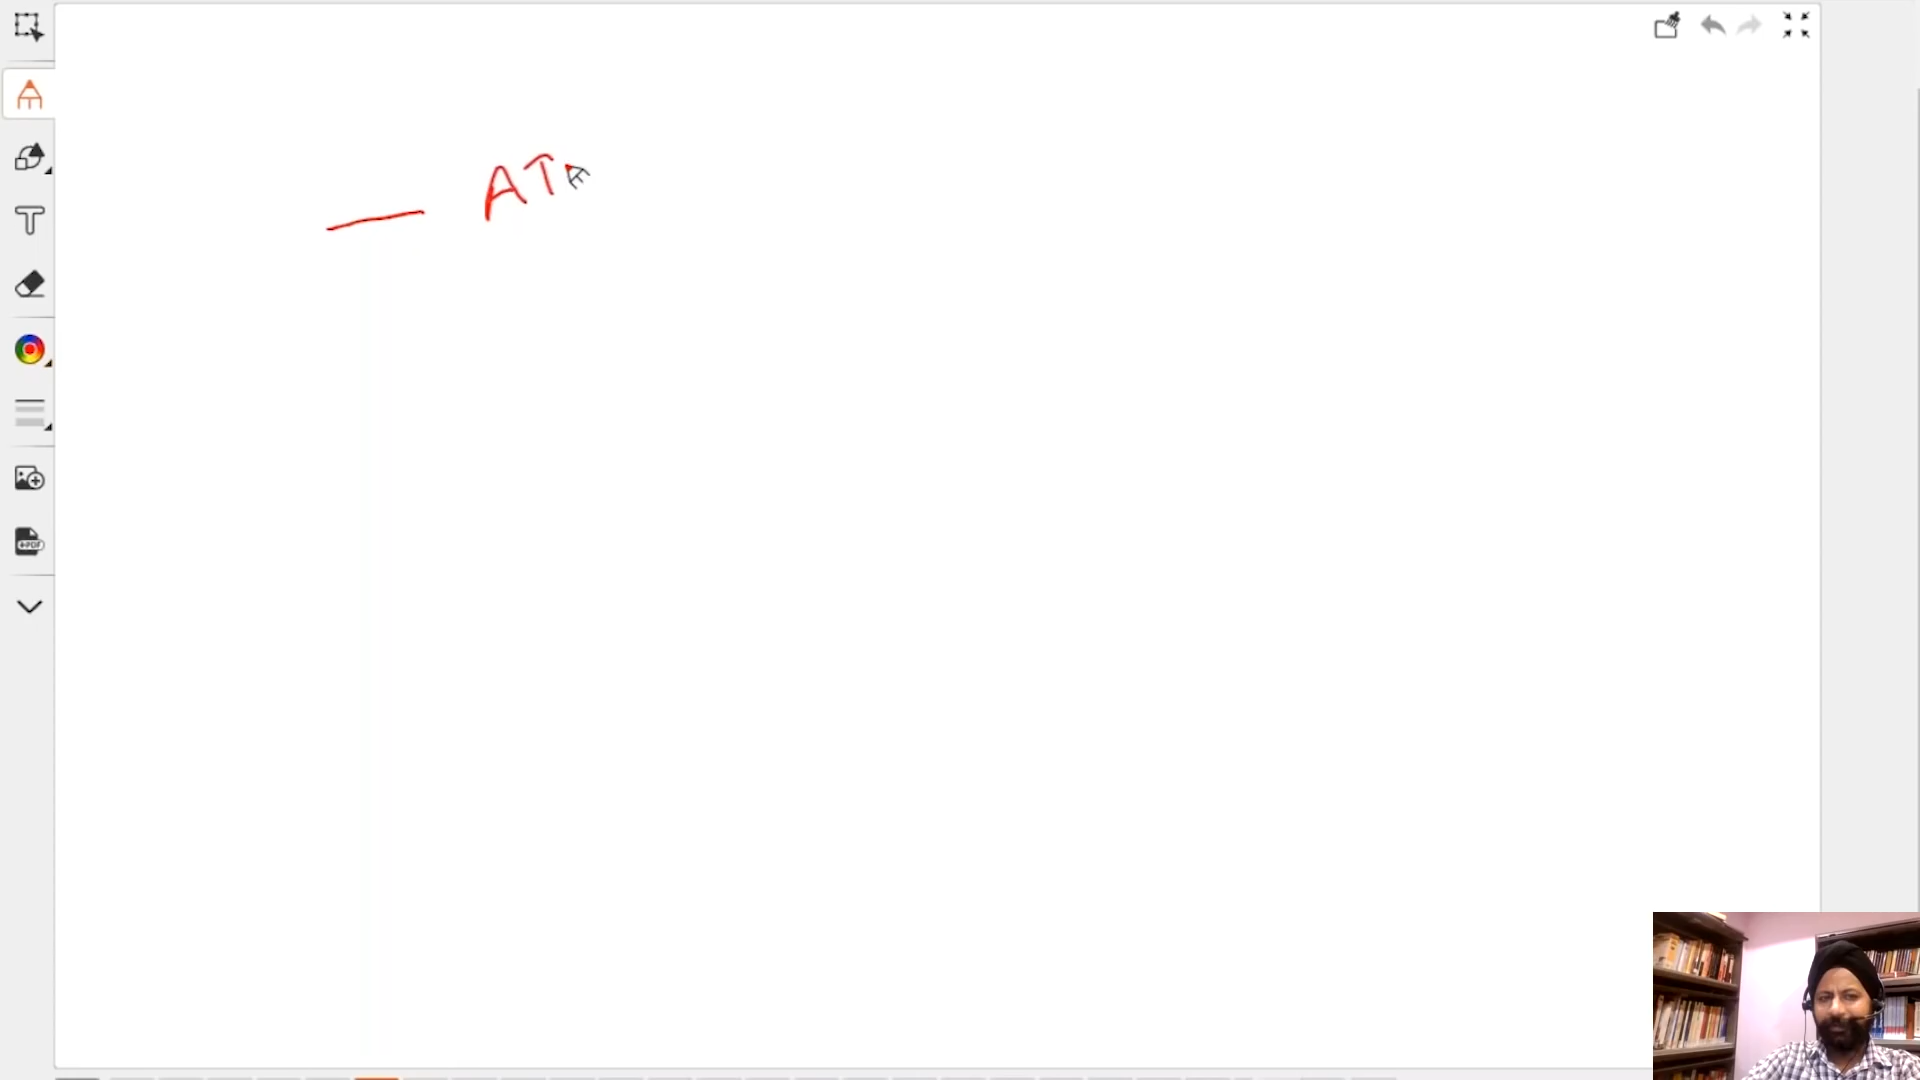 — AT